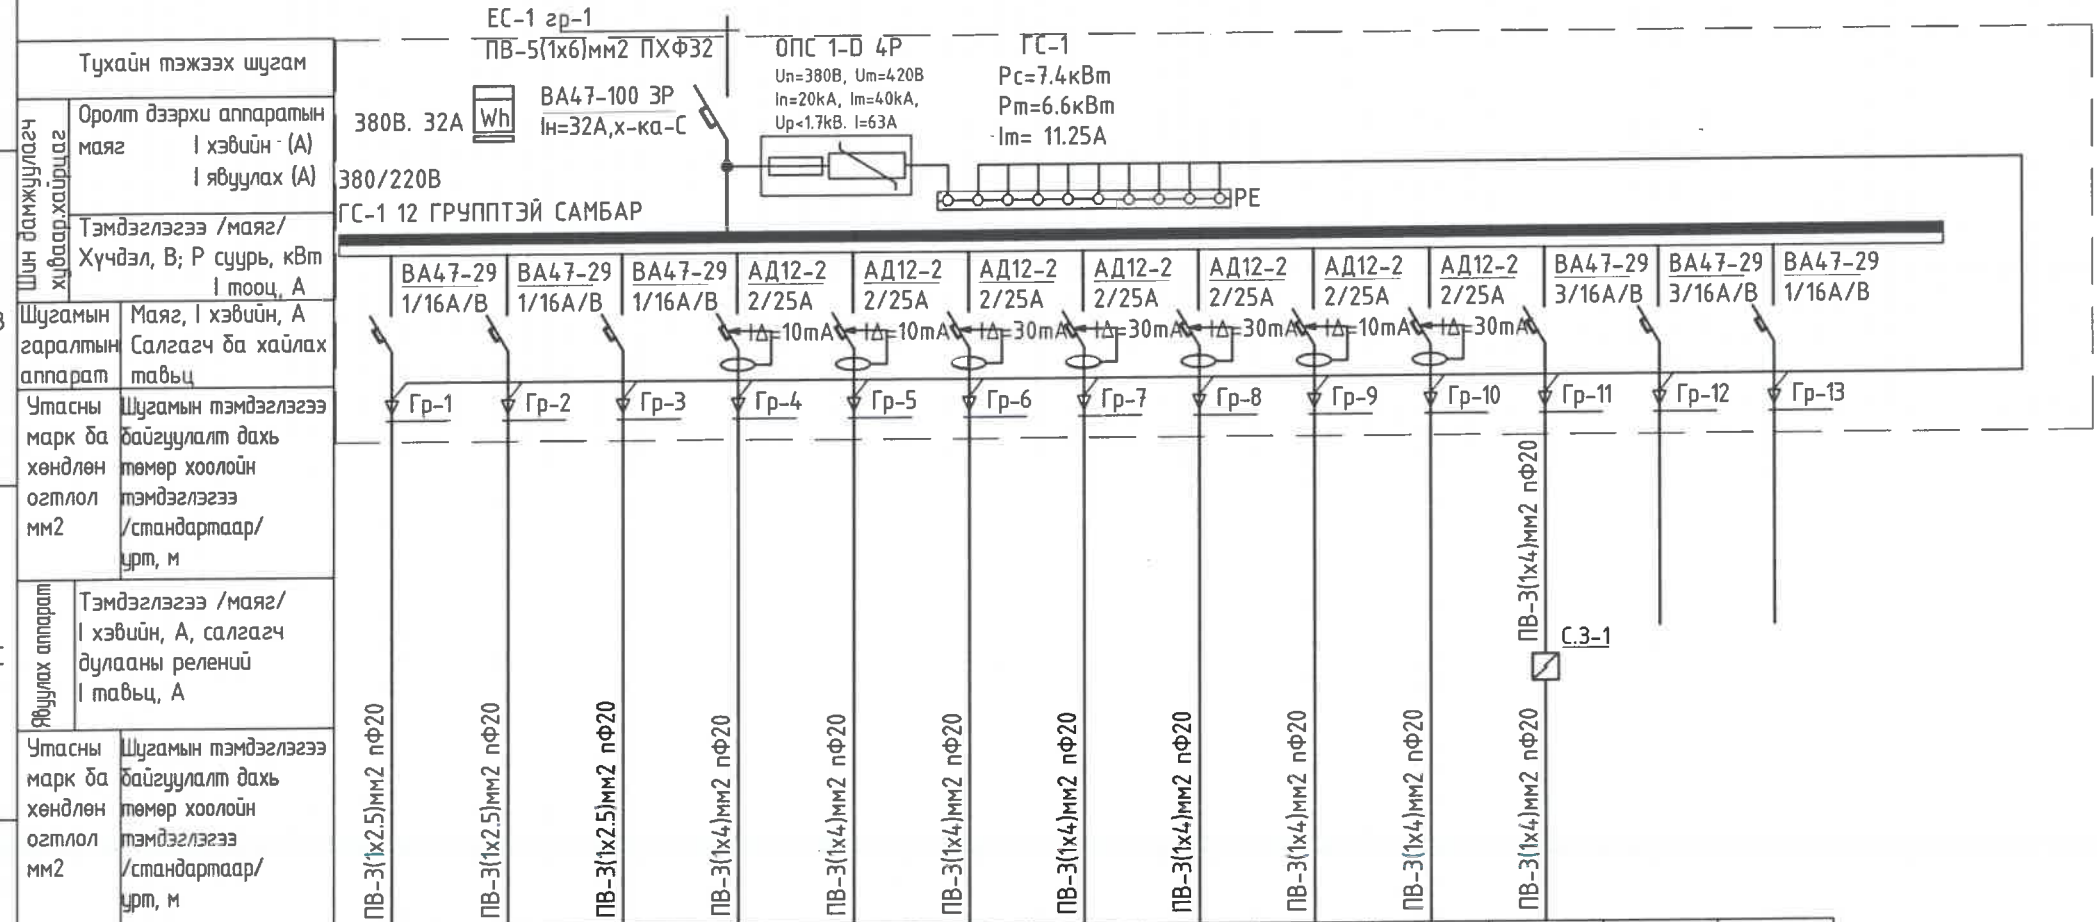 ЕС-1 гр-1
ПВ-5(1х6)мм2 ПХФ32
Тухайн тэжээх шугам
ОПС 1-D 4Р
Uп=380В, Um=420В
In=20kA, Im=40kA,
Up<1.7kB. I=63A
ГС-1
Рс=7.4кВт
Рт=6.6кВт
Im= 11.25А
380В. 32А
Wh
ВА47-100 3Р
Iн=32А,х-ка-С
Шин дамжуулагч
хуваар.хайрцаг
Оролт дээрхи аппаратын
маяг I хэвийн (А)
I явуулах (А)
380/220В
ГС-1 12 ГРУППТЭЙ САМБАР
РЕ
Тэмдэглэгээ /маяг/
Хүчдэл, В; Р суурь, кВт
I тооц, А
ВА47-29 ВА47-29 ВА47-29 АД12-2 АД12-2 АД12-2 АД12-2 АД12-2 АД12-2 АД12-2 ВА47-29 ВА47-29 ВА47-29
1/16А/В 1/16А/В 1/16А/В 2/25А 2/25А 2/25А 2/25А 2/25А 2/25А 2/25А 3/16А/В 3/16А/В 1/16А/В
IΔ=10mA IΔ=10mA IΔ=30mA IΔ=30mA IΔ=30mA IΔ=10mA IΔ=30mA
Шугамын
гаралтын
аппарат
Маяг, I хэвийн, А
Салгагч ба хайлах
тавьц
Гр-1 Гр-2 Гр-3 Гр-4 Гр-5 Гр-6 Гр-7 Гр-8 Гр-9 Гр-10 Гр-11 Гр-12 Гр-13
Утасны
марк ба
хөндлөн
огтлол
мм2
Шугамын тэмдэглэгээ
байгуулалт дахь
төмөр хоолойн
тэмдэглэгээ
/стандартаар/
урт, м
ПВ-3(1х4)мм2 пФ20
С.3-1
Явуулах аппарат
Тэмдэглэгээ /маяг/
I хэвийн, А, салгагч
дулааны релений
I тавьц, А
Утасны
марк ба
хөндлөн
огтлол
мм2
Шугамын тэмдэглэгээ
байгуулалт дахь
төмөр хоолойн
тэмдэглэгээ
/стандартаар/
урт, м
ПВ-3(1х2.5)мм2 пФ20
ПВ-3(1х2.5)мм2 пФ20
ПВ-3(1х2.5)мм2 пФ20
ПВ-3(1х4)мм2 пФ20
ПВ-3(1х4)мм2 пФ20
ПВ-3(1х4)мм2 пФ20
ПВ-3(1х4)мм2 пФ20
ПВ-3(1х4)мм2 пФ20
ПВ-3(1х4)мм2 пФ20
ПВ-3(1х4)мм2 пФ20
ПВ-3(1х4)мм2 пФ20